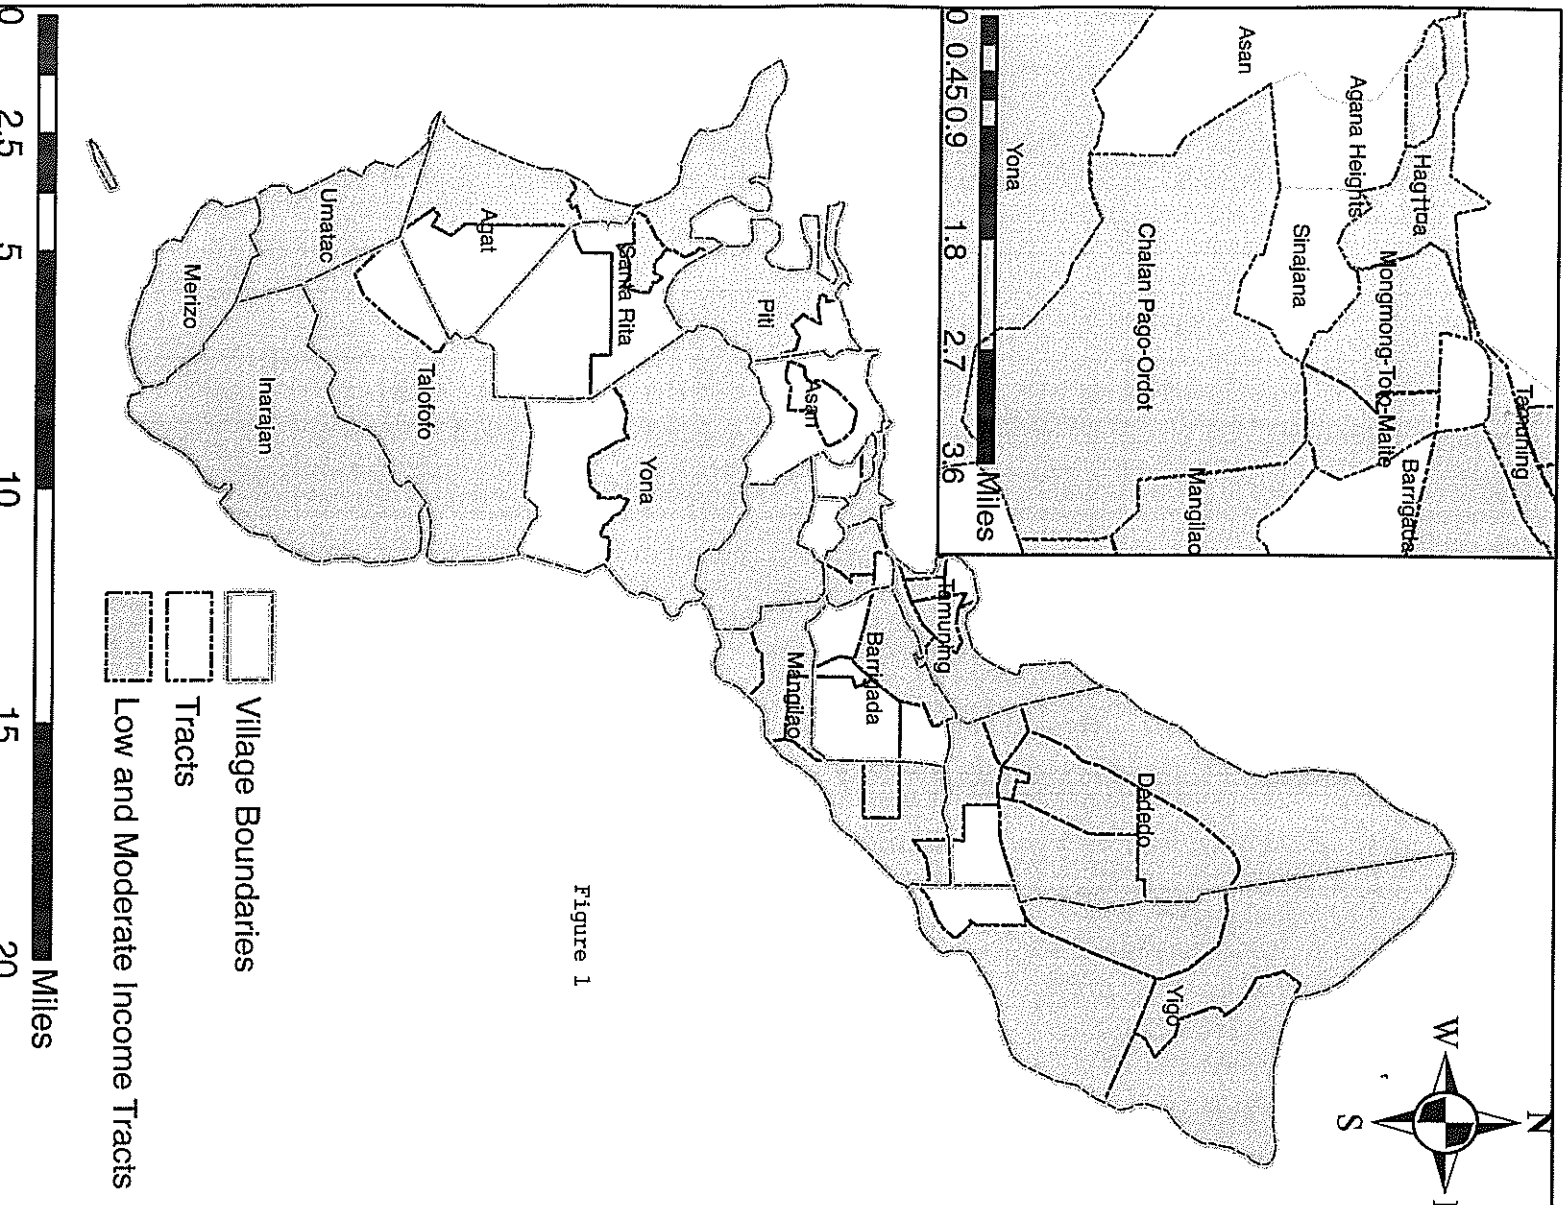 N
W
S
Asan
Agana Heights
Hagåtña
Mongmong-Toto-Maite
Tamuning
Sinajana
Barrigada
Chalan Pago-Ordot
Mangilao
Yona
0 0.45 0.9 1.8 2.7 3.6
Miles
Dededo
Yigo
Tamuning
Barrigada
Mangilao
Asan
Piti
Santa Rita
Yona
Agat
Talofofo
Umatac
Inarajan
Merizo
Figure 1
Village Boundaries
Tracts
Low and Moderate Income Tracts
0 2.5 5 10 15 20
Miles